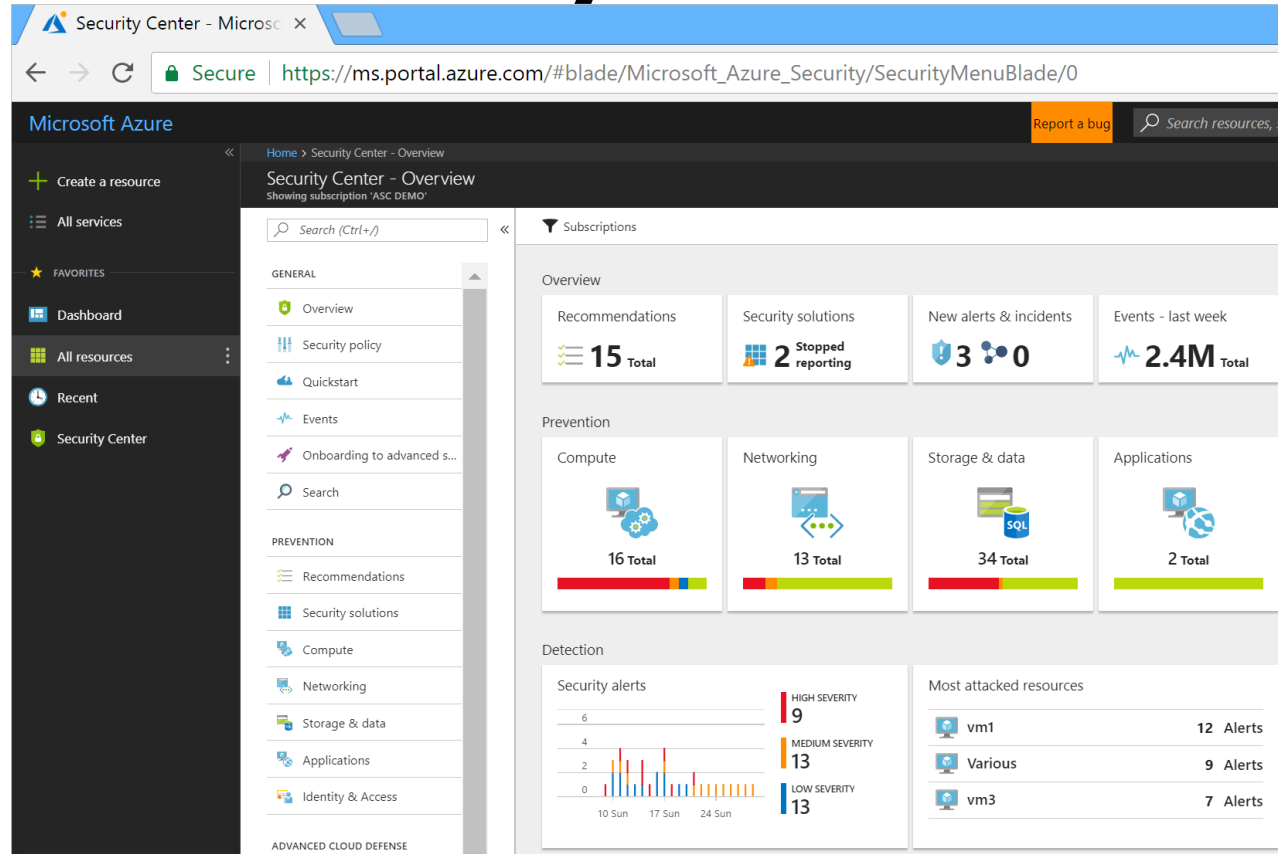 Security Center - Microsc
Secure
https://ms.portal.azure.com/#blade/Microsoft_Azure_Security/SecurityMenuBlade/0
Microsoft Azure
Report a bug
Search resources,
Create a resource
All services
FAVORITES
Dashboard
All resources
Recent
Security Center
Home > Security Center - Overview
Security Center - Overview
Showing subscription 'ASC DEMO'
Search (Ctrl+/)
GENERAL
Overview
Security policy
Quickstart
Events
Onboarding to advanced s...
Search
PREVENTION
Recommendations
Security solutions
Compute
Networking
Storage & data
Applications
Identity & Access
ADVANCED CLOUD DEFENSE
Subscriptions
Overview
Recommendations
15 Total
Security solutions
2 Stopped
reporting
New alerts & incidents
3 0
Events - last week
2.4M Total
Prevention
Compute
16 Total
Networking
13 Total
Storage & data
SQL
34 Total
Applications
2 Total
Detection
Security alerts
6
4
2
0
10 Sun 17 Sun 24 Sun
HIGH SEVERITY
9
MEDIUM SEVERITY
13
LOW SEVERITY
13
Most attacked resources
vm1 12 Alerts
Various 9 Alerts
vm3 7 Alerts